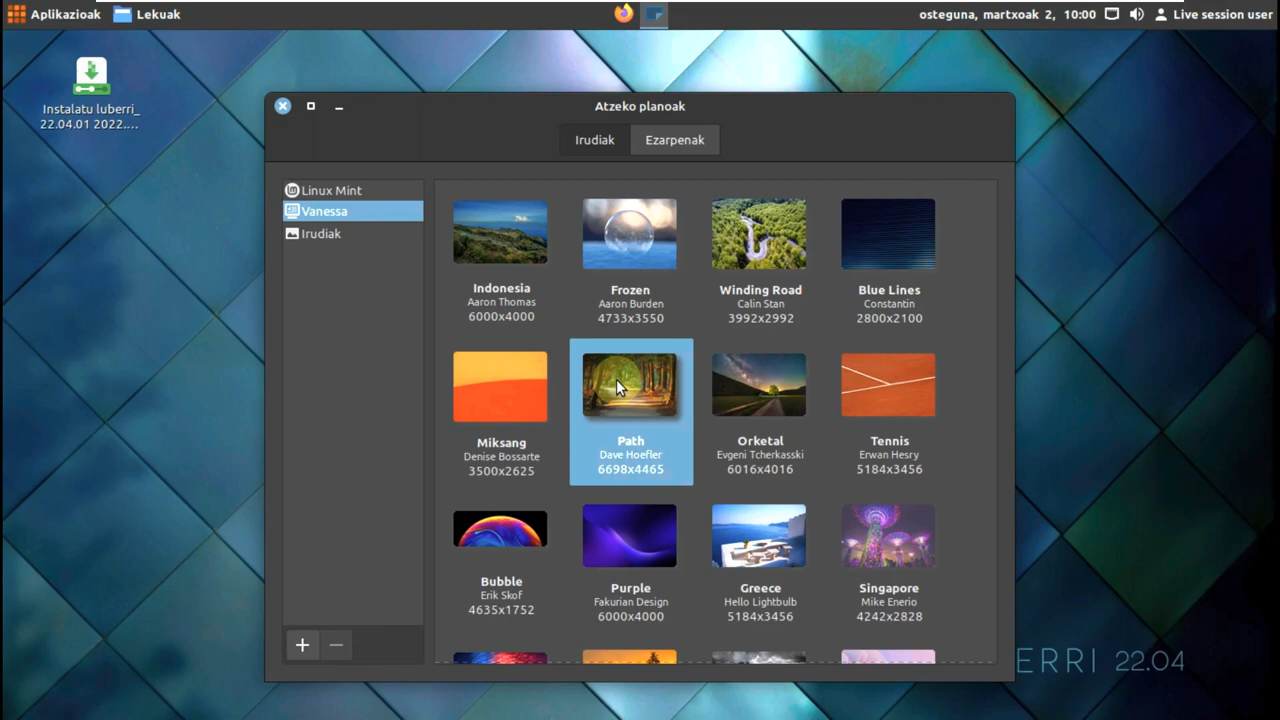 Aplikazioak
Lekuak
osteguna, martxoak 2, 10:00
Live session user
Instalatu luberri_
22.04.01 2022....
Atzeko planoak
Irudiak
Ezarpenak
Linux Mint
Vanessa
Irudiak
Indonesia
Aaron Thomas
6000x4000
Frozen
Aaron Burden
4733x3550
Winding Road
Calin Stan
3992x2992
Blue Lines
Constantin
2800x2100
Miksang
Denise Bossarte
3500x2625
Path
Dave Hoefler
6698x4465
Orketal
Evgeni Tcherkasski
6016x4016
Tennis
Erwan Hesry
5184x3456
Bubble
Erik Skof
4635x1752
Purple
Fakurian Design
6000x4000
Greece
Hello Lightbulb
5184x3456
Singapore
Mike Enerio
4242x2828
ERRI 22.04